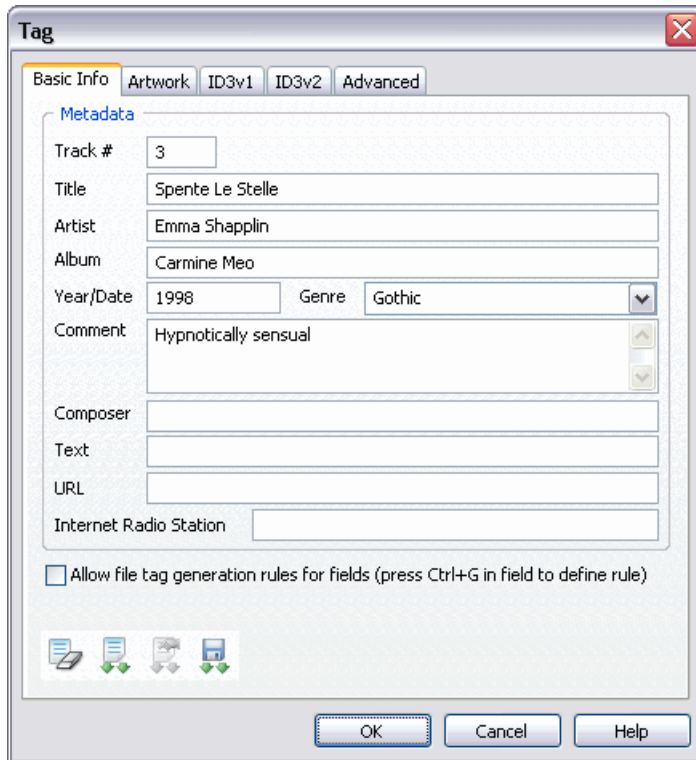 Tag
Basic Info Artwork ID3v1 ID3v2 Advanced
Metadata
Track # 3
Title Spente Le Stelle
Artist Emma Shapplin
Album Carmine Meo
Year/Date 1998 Genre Gothic
Comment Hypnotically sensual
Composer
Text
URL
Internet Radio Station
Allow file tag generation rules for fields (press Ctrl+G in field to define rule)
OK Cancel Help